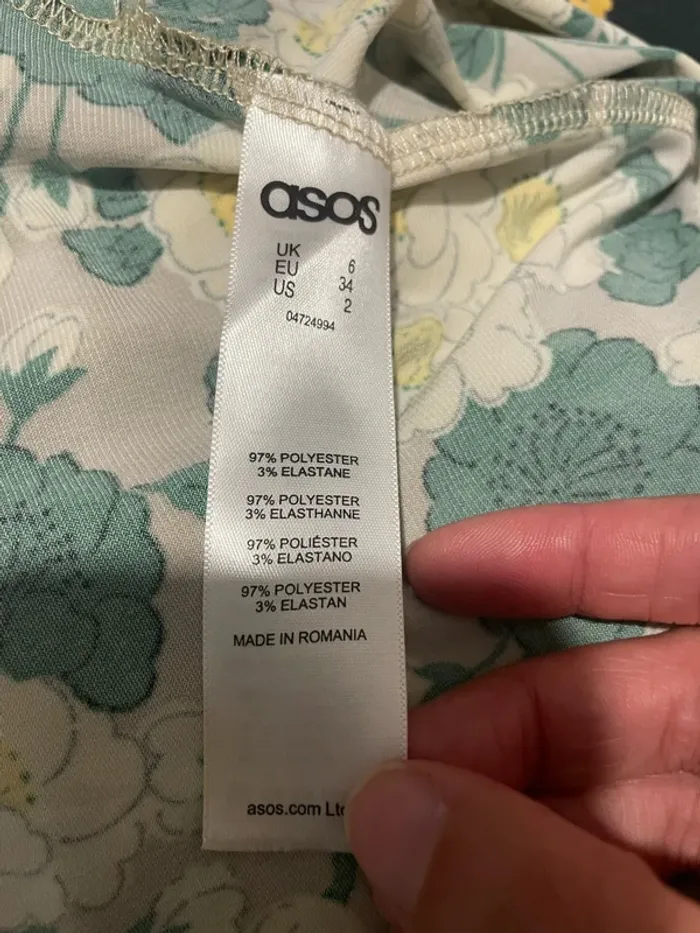 asos
UK 6
EU 34
US 2
04724994
97% POLYESTER
3% ELASTANE
97% POLYESTER
3% ELASTHANNE
97% POLIÉSTER
3% ELASTANO
97% POLYESTER
3% ELASTAN
MADE IN ROMANIA
asos.com